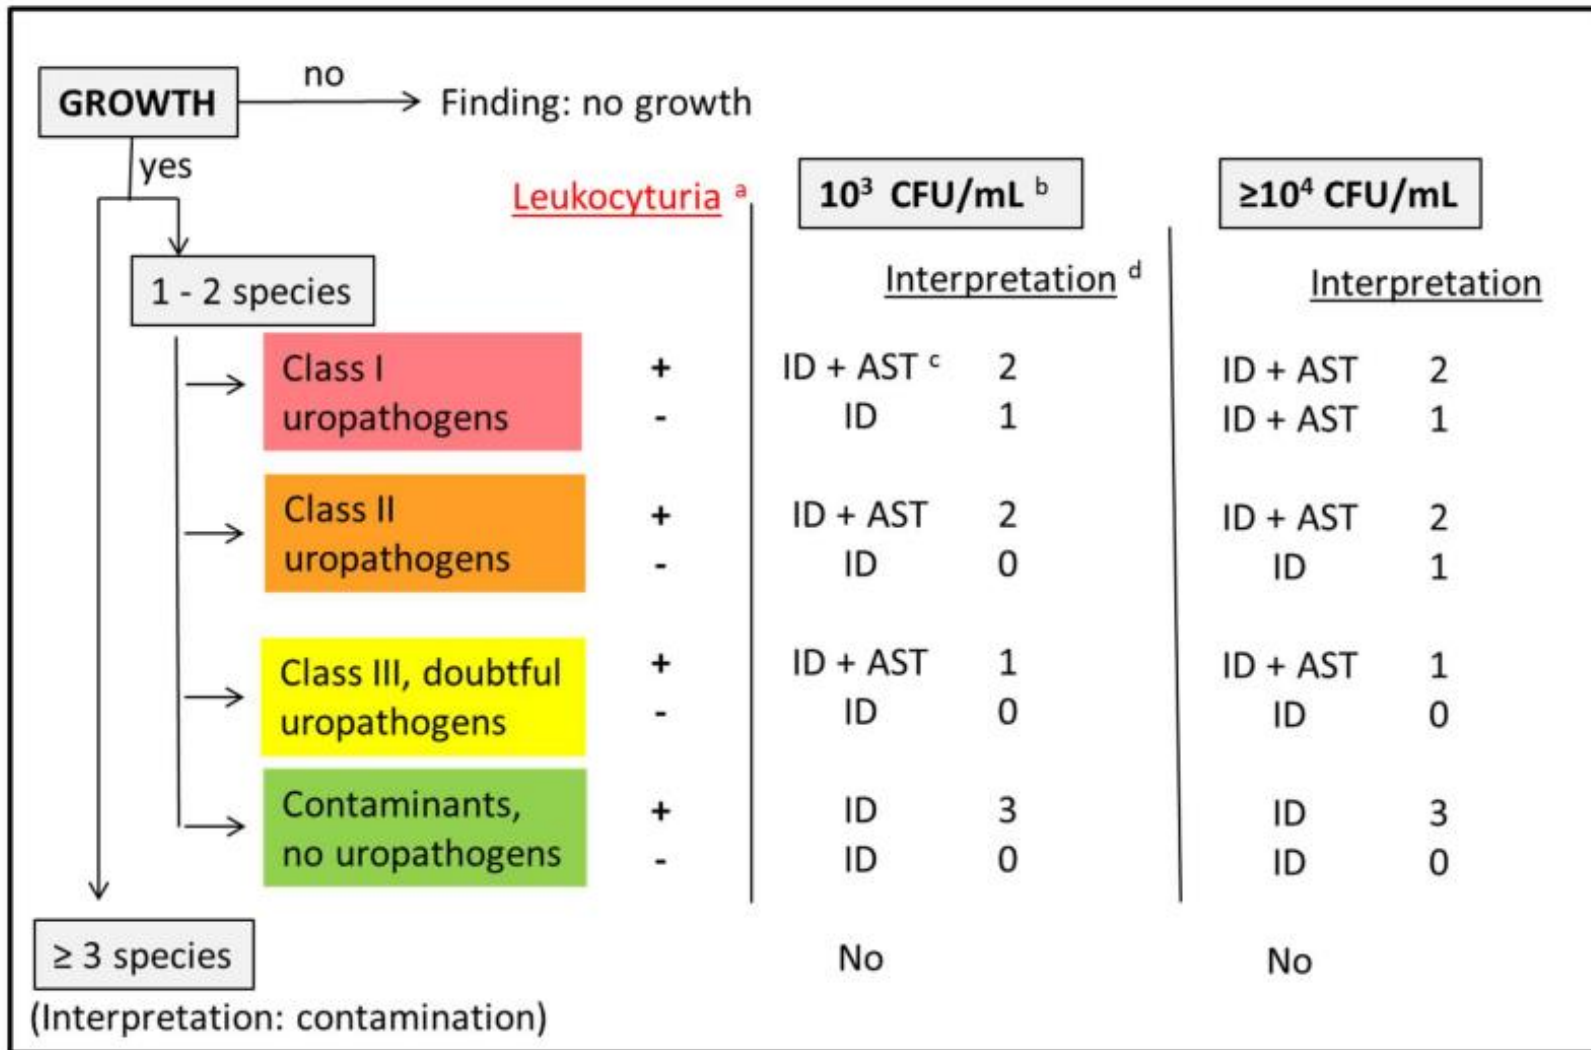 no
GROWTH
Finding: no growth
yes
Leukocyturia ᵃ
10³ CFU/mL ᵇ
≥10⁴ CFU/mL
1 - 2 species
Interpretation ᵈ
Interpretation
Class I
uropathogens
+ ID + AST ᶜ 2 ID + AST 2
- ID 1 ID + AST 1
Class II
uropathogens
+ ID + AST 2 ID + AST 2
- ID 0 ID 1
Class III, doubtful
uropathogens
+ ID + AST 1 ID + AST 1
- ID 0 ID 0
Contaminants,
no uropathogens
+ ID 3 ID 3
- ID 0 ID 0
≥ 3 species
No No
(Interpretation: contamination)